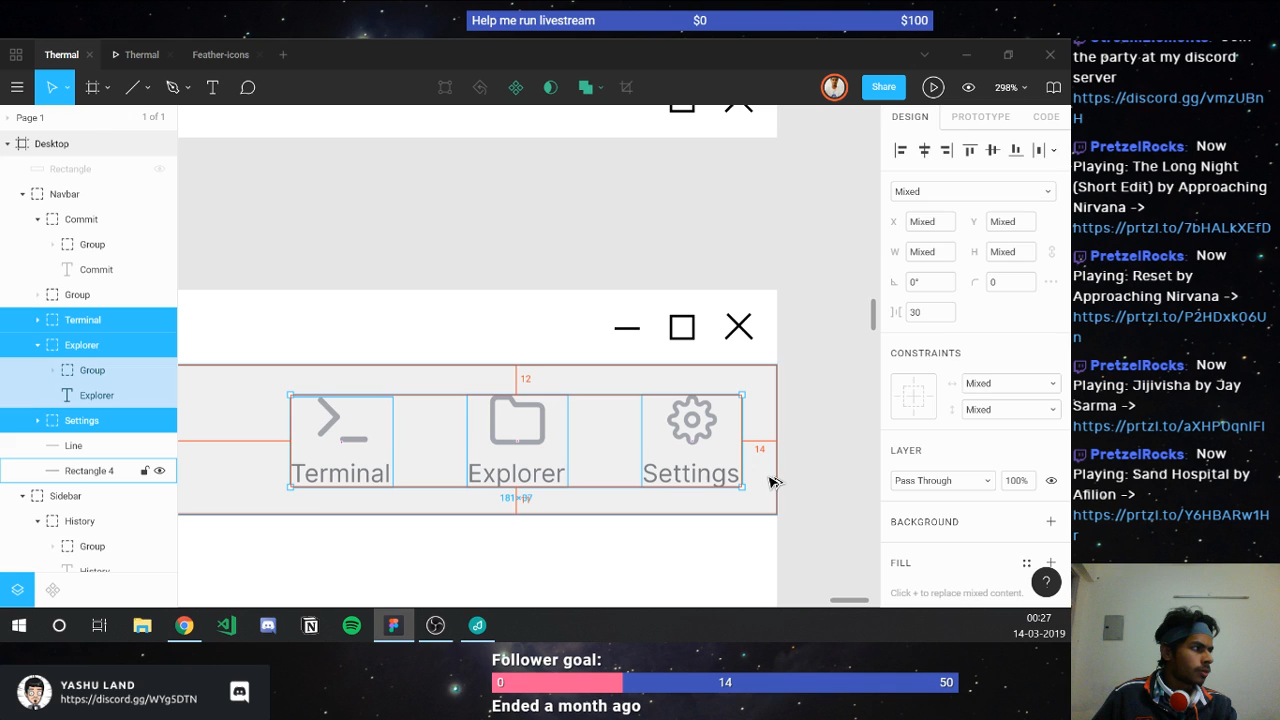 Help me run livestream $0 $100
Thermal Thermal Feather-icons
Share 298%
Page 1 1 of 1
Desktop
Rectangle
Navbar
Commit
Group
Commit
Group
Terminal
Explorer
Group
Explorer
Settings
Line
Rectangle 4
Sidebar
History
Group
History
12
14
Terminal Explorer Settings
DESIGN PROTOTYPE CODE
Mixed
X Mixed Y Mixed
W Mixed H Mixed
0° 0
30
CONSTRAINTS
Mixed
Mixed
LAYER
Pass Through 100%
BACKGROUND
FILL
Click + to replace mixed content.
?
the party at my discord
server
https://discord.gg/vmzUBn
H
PretzelRocks: Now
Playing: The Long Night
(Short Edit) by Approaching
Nirvana ->
https://prtzl.to/7bHALkXEfD
PretzelRocks: Now
Playing: Reset by
Approaching Nirvana ->
https://prtzl.to/P2HDxk06U
n
PretzelRocks: Now
Playing: Jijivisha by Jay
Sarma ->
https://prtzl.to/aXHP0qnIFI
PretzelRocks: Now
Playing: Sand Hospital by
Afilion ->
https://prtzl.to/Y6HBARw1H
r
00:27
14-03-2019
YASHU LAND
https://discord.gg/WYg5DTN
Follower goal:
0 14 50
Ended a month ago